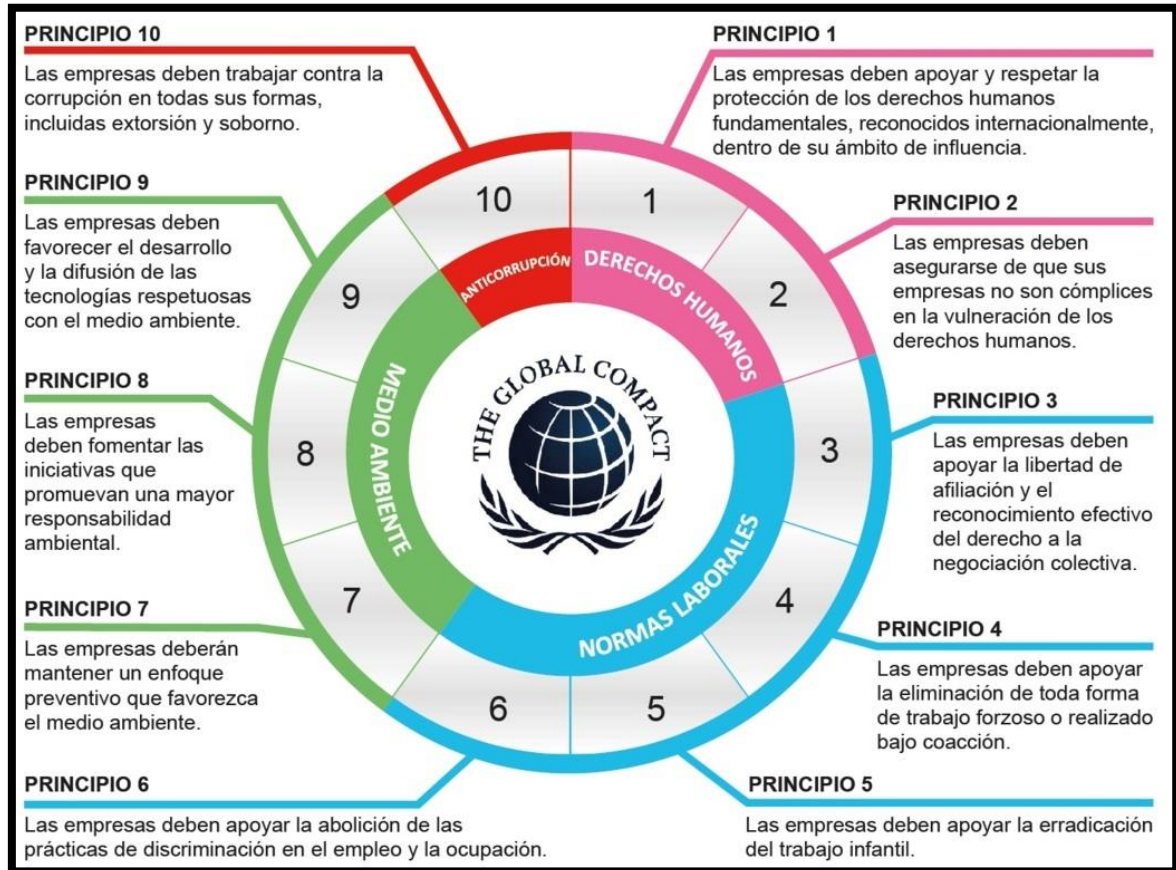 PRINCIPIO 10
Las empresas deben trabajar contra la
corrupción en todas sus formas,
incluidas extorsión y soborno.
PRINCIPIO 1
Las empresas deben apoyar y respetar la
protección de los derechos humanos
fundamentales, reconocidos internacionalmente,
dentro de su ámbito de influencia.
PRINCIPIO 9
Las empresas deben
favorecer el desarrollo
y la difusión de las
tecnologías respetuosas
con el medio ambiente.
PRINCIPIO 2
Las empresas deben
asegurarse de que sus
empresas no son cómplices
en la vulneración de los
derechos humanos.
PRINCIPIO 8
Las empresas
deben fomentar las
iniciativas que
promuevan una mayor
responsabilidad
ambiental.
PRINCIPIO 3
Las empresas deben
apoyar la libertad de
afiliación y el
reconocimiento efectivo
del derecho a la
negociación colectiva.
PRINCIPIO 7
Las empresas deberán
mantener un enfoque
preventivo que favorezca
el medio ambiente.
PRINCIPIO 4
Las empresas deben apoyar
la eliminación de toda forma
de trabajo forzoso o realizado
bajo coacción.
PRINCIPIO 6
Las empresas deben apoyar la abolición de las
prácticas de discriminación en el empleo y la ocupación.
PRINCIPIO 5
Las empresas deben apoyar la erradicación
del trabajo infantil.
10
1
2
3
4
5
6
7
8
9
ANTICORRUPCIÓN
DERECHOS HUMANOS
NORMAS LABORALES
MEDIO AMBIENTE
THE GLOBAL COMPACT